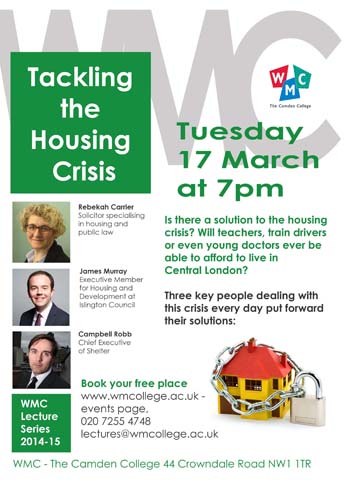 WMC
Tackling
the
Housing
Crisis
WMC
The Camden College
Tuesday
17 March
at 7pm
Rebekah Carrier
Solicitor specialising
in housing and
public law
James Murray
Executive Member
for Housing and
Development at
Islington Council
Campbell Robb
Chief Executive
of Shelter
Is there a solution to the housing
crisis? Will teachers, train drivers
or even young doctors ever be
able to afford to live in
Central London?
Three key people dealing with
this crisis every day put forward
their solutions:
WMC
Lecture
Series
2014-15
Book your free place
www.wmcollege.ac.uk -
events page,
020 7255 4748
lectures@wmcollege.ac.uk
WMC - The Camden College 44 Crowndale Road NW1 1TR